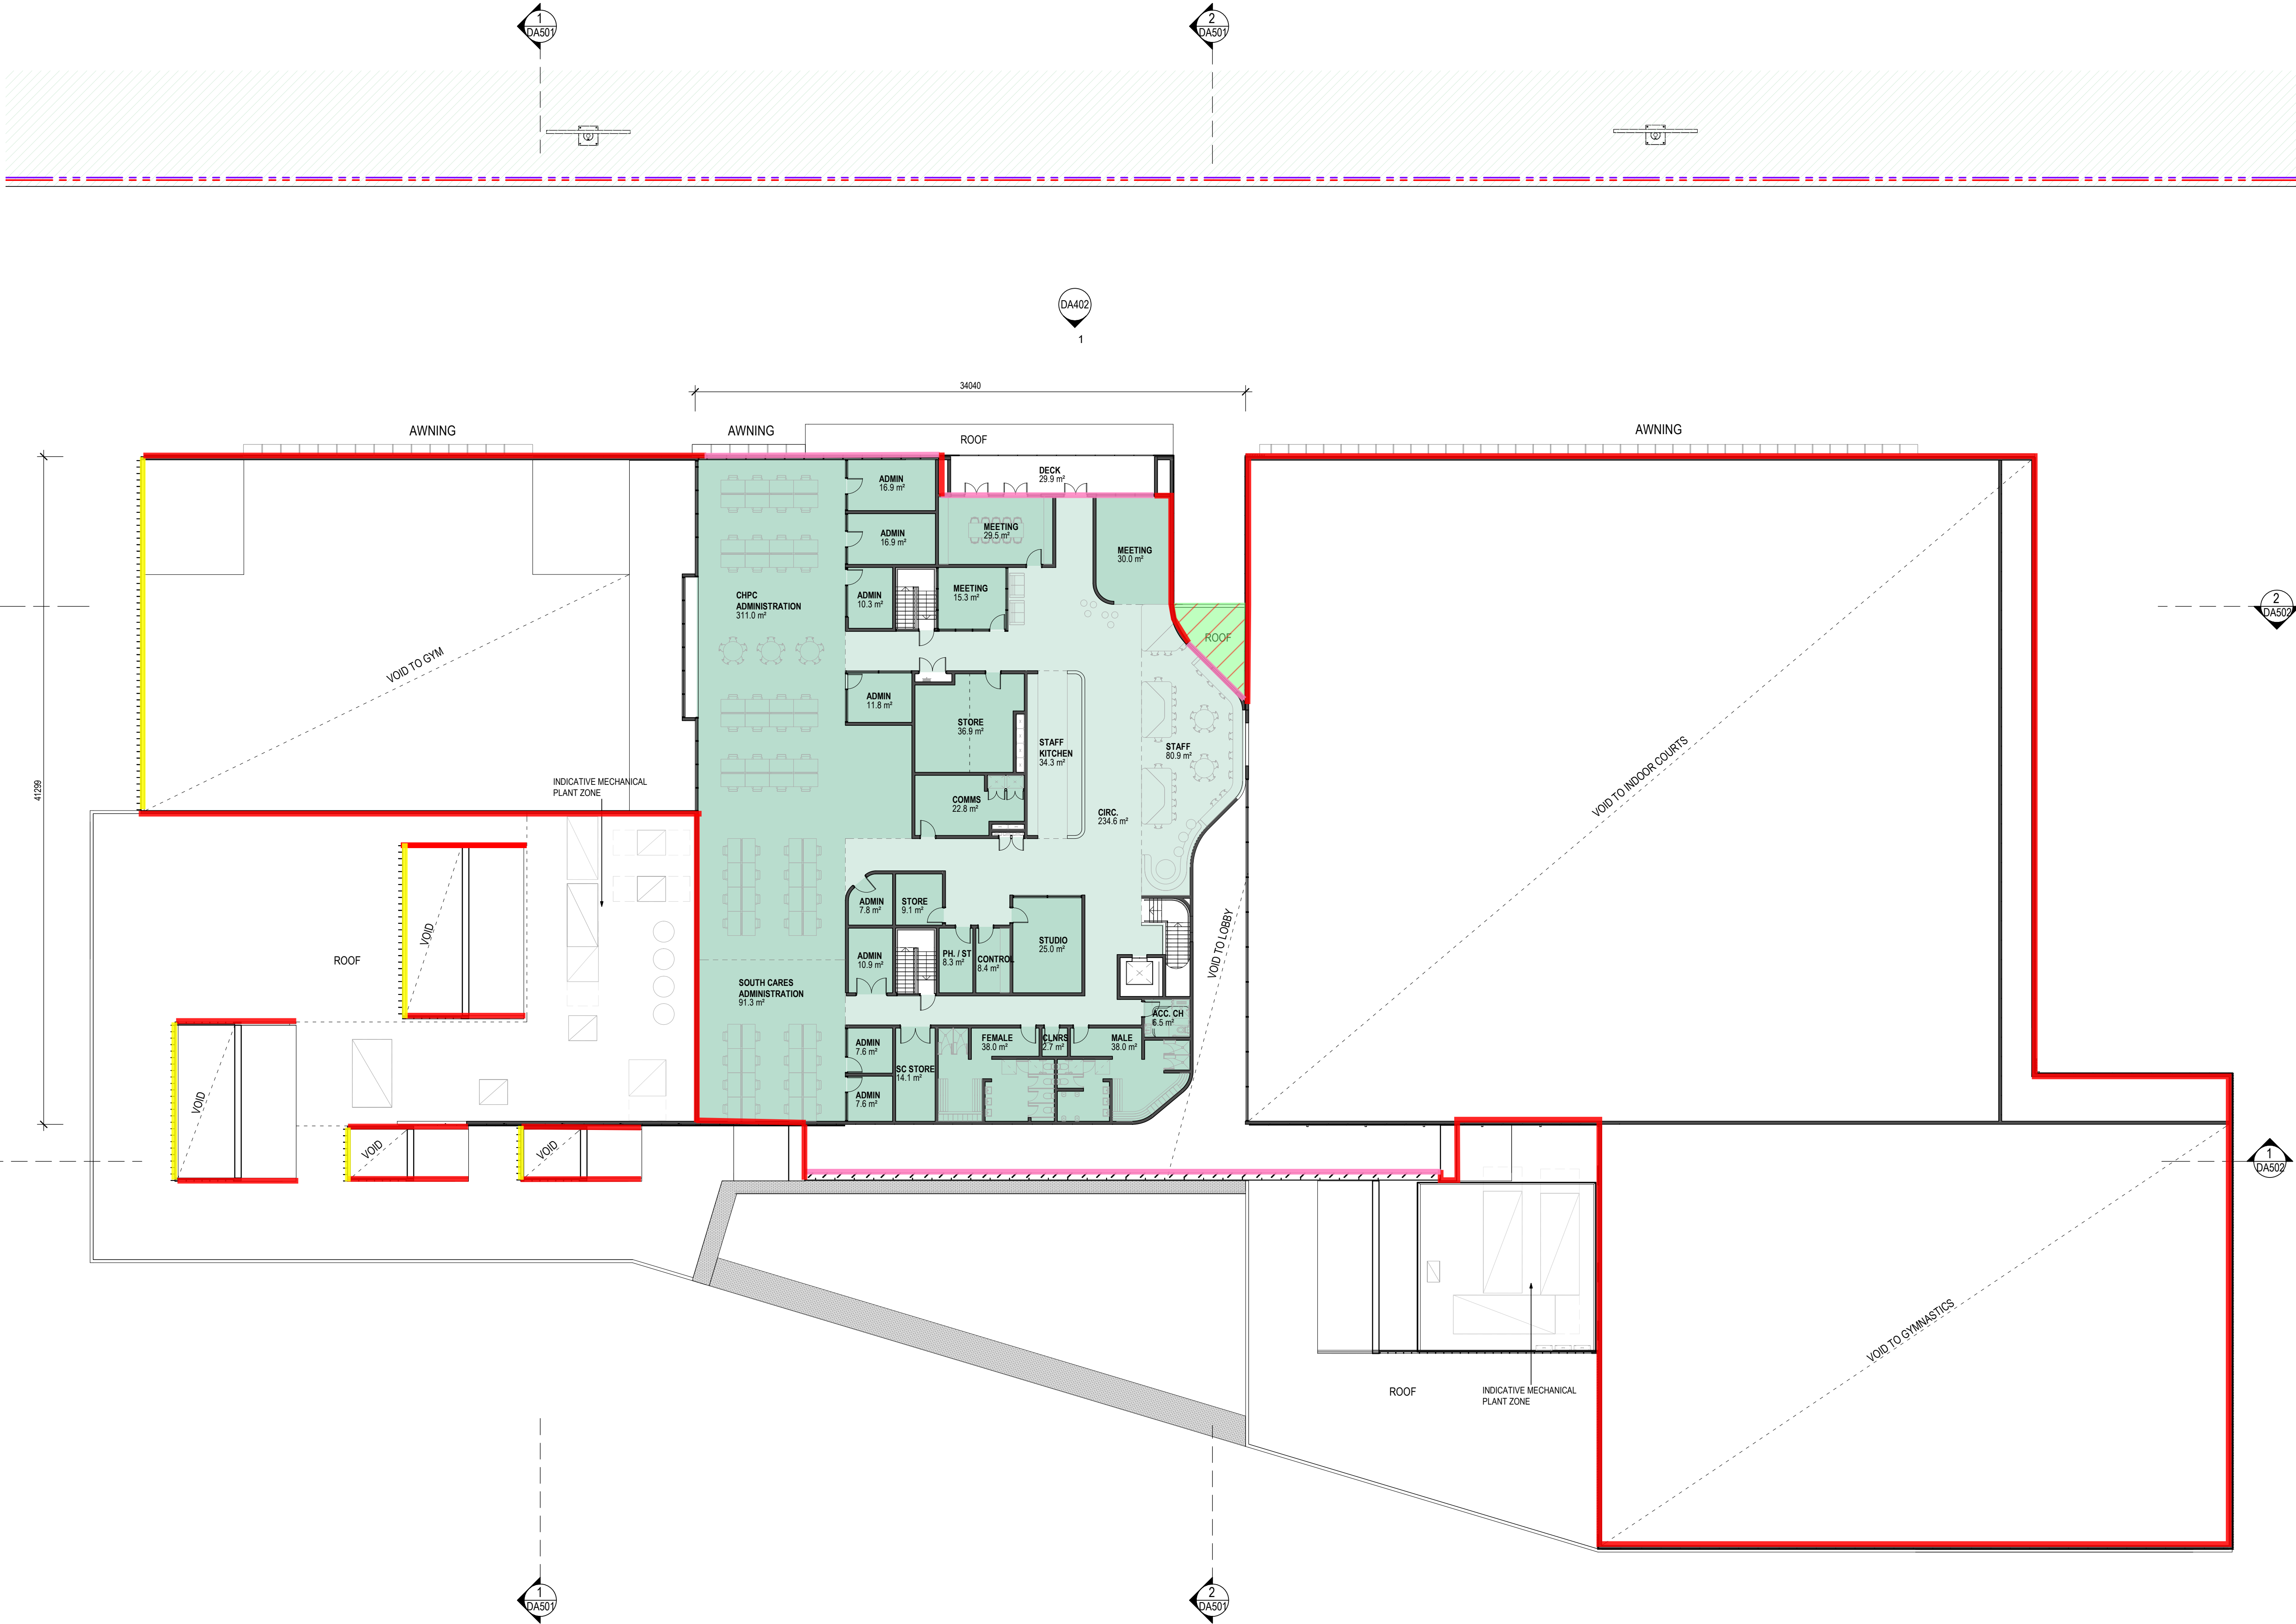 1
DA501
2
DA501
DA402
1
34040
AWNING
AWNING
ROOF
AWNING
DECK
29.9 m²
ADMIN
16.9 m²
ADMIN
16.9 m²
MEETING
29.5 m²
MEETING
30.0 m²
CHPC
ADMINISTRATION
311.0 m²
ADMIN
10.3 m²
MEETING
15.3 m²
2
DA502
ROOF
VOID TO GYM
ADMIN
11.8 m²
STORE
36.9 m²
STAFF
KITCHEN
34.3 m²
STAFF
80.9 m²
VOID TO INDOOR COURTS
41299
INDICATIVE MECHANICAL
PLANT ZONE
COMMS
22.8 m²
CIRC.
234.6 m²
VOID
ROOF
ADMIN
7.8 m²
STORE
9.1 m²
STUDIO
25.0 m²
VOID TO LOBBY
ADMIN
10.9 m²
PH. / ST
8.3 m²
CONTROL
8.4 m²
SOUTH CARES
ADMINISTRATION
91.3 m²
ACC. CH
6.5 m²
ADMIN
7.6 m²
FEMALE
38.0 m²
CLNRS
2.7 m²
MALE
38.0 m²
SC STORE
14.1 m²
ADMIN
7.6 m²
VOID
VOID
VOID
1
DA502
VOID TO GYMNASTICS
ROOF
INDICATIVE MECHANICAL
PLANT ZONE
1
DA501
2
DA501